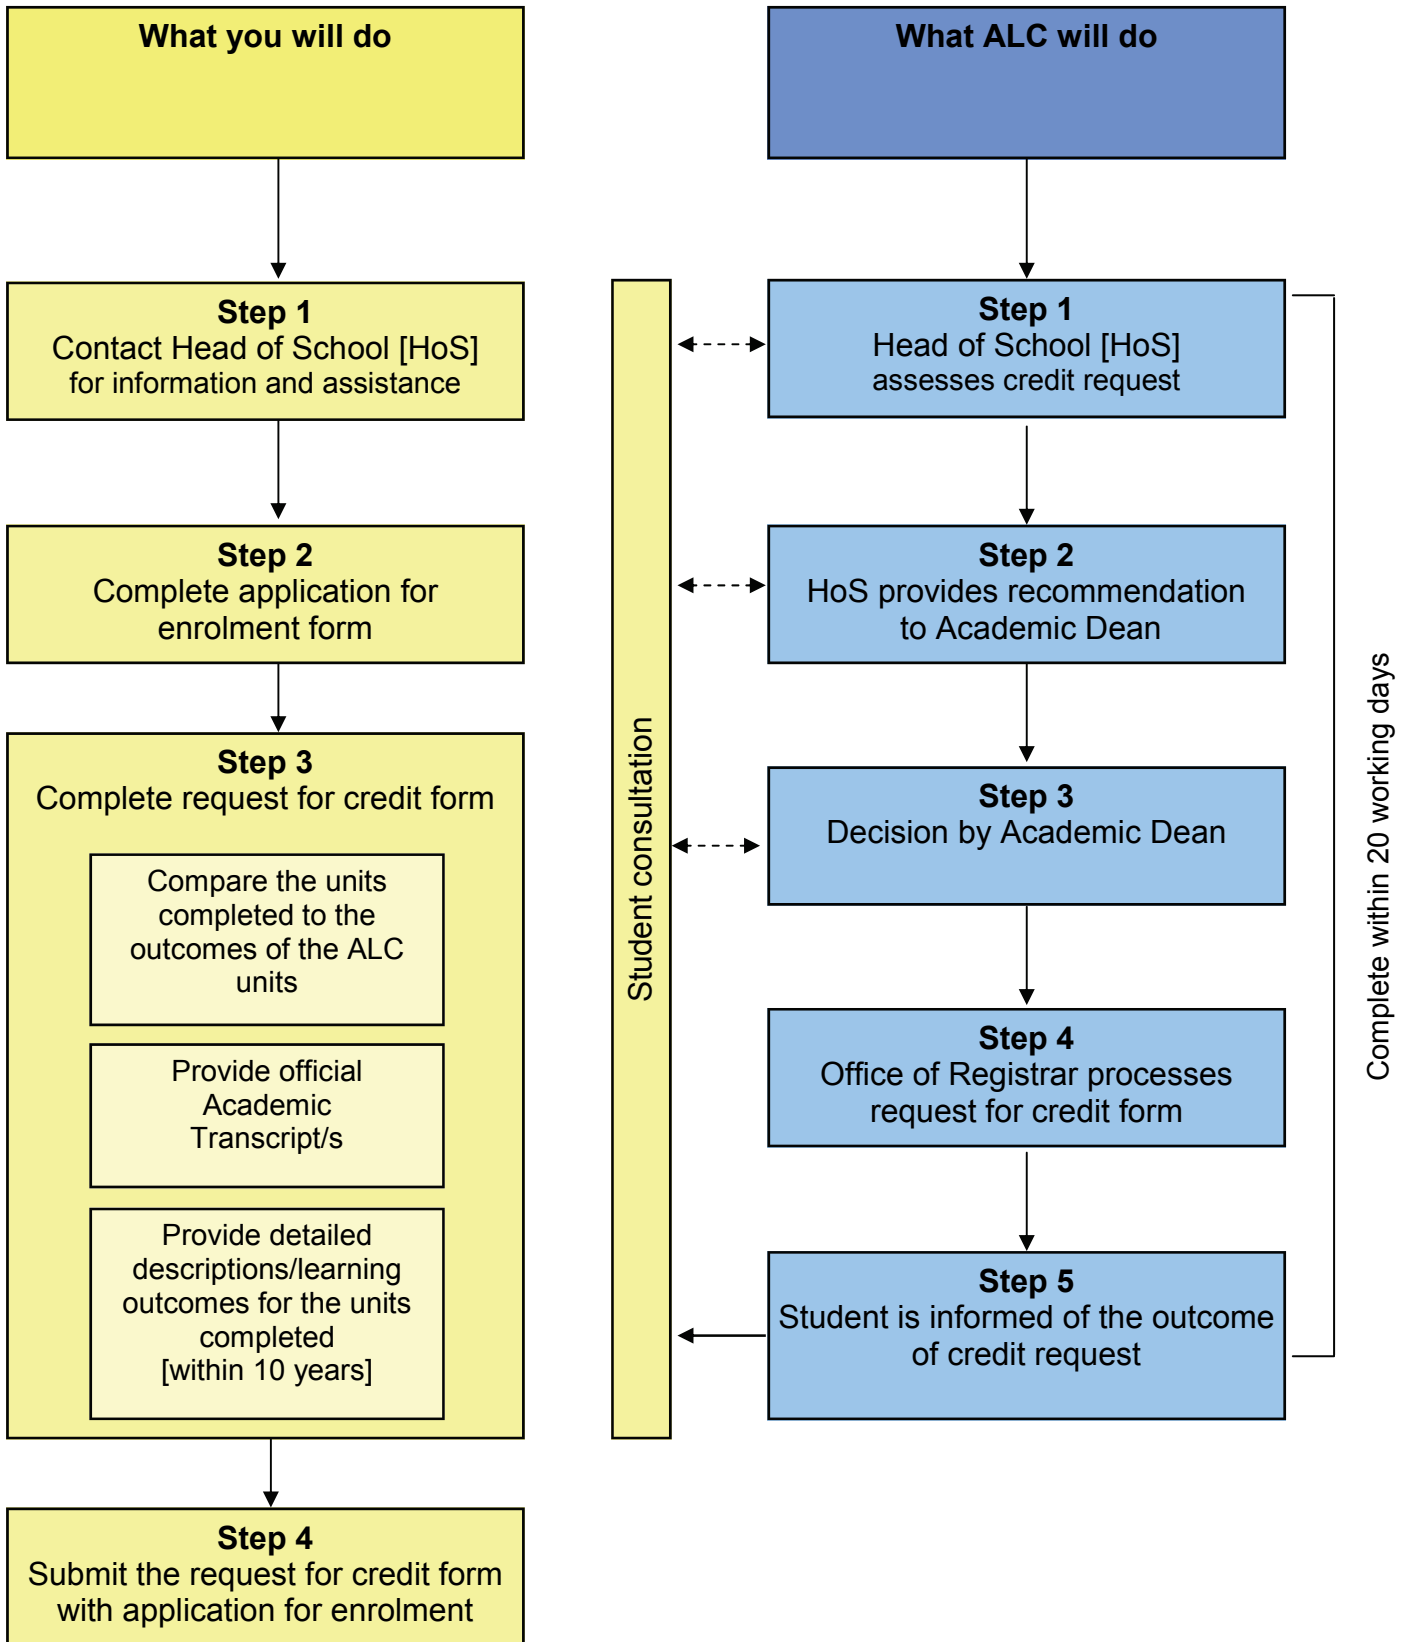 What you will do
Step 1
Contact Head of School [HoS]
for information and assistance
Step 2
Complete application for
enrolment form
Step 3
Complete request for credit form
Compare the units
completed to the
outcomes of the ALC
units
Provide official
Academic
Transcript/s
Provide detailed
descriptions/learning
outcomes for the units
completed
[within 10 years]
Step 4
Submit the request for credit form
with application for enrolment
Student consultation
What ALC will do
Step 1
Head of School [HoS]
assesses credit request
Step 2
HoS provides recommendation
to Academic Dean
Step 3
Decision by Academic Dean
Step 4
Office of Registrar processes
request for credit form
Step 5
Student is informed of the outcome
of credit request
Complete within 20 working days